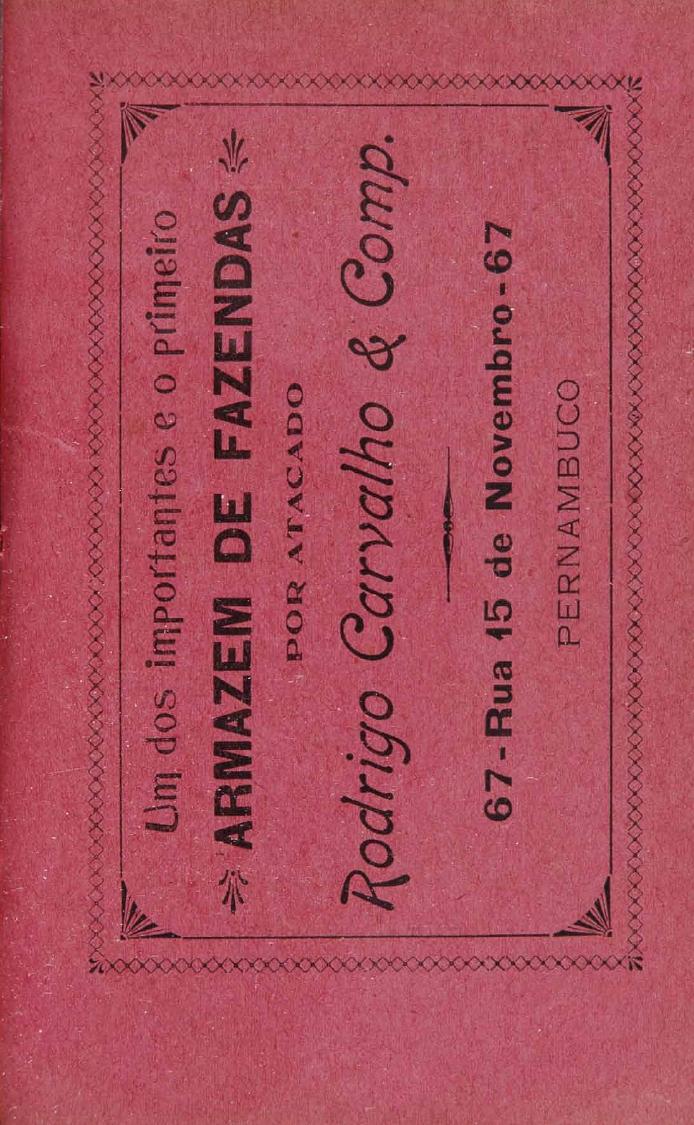 Um dos importantes e o primeiro
ARMAZEM DE FAZENDAS
POR ATACADO
Rodrigo Carvalho & Comp.
67-Rua 15 de Novembro-67
PERNAMBUCO